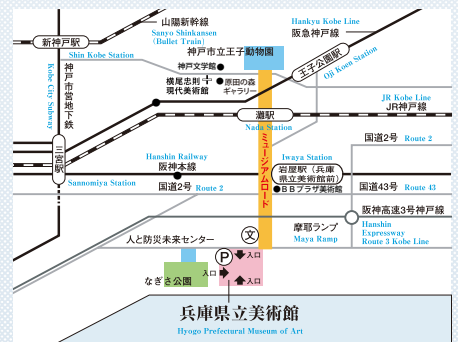 山陽新幹線
Sanyo Shinkansen
(Bullet Train)
Hankyu Kobe Line
阪急神戸線
新神戸駅
Shin Kobe Station
神戸市立王子動物園
王子公園駅
Oji Koen Station
神戸文学館
横尾忠則
現代美術館
原田の森
ギャラリー
神戸市営地下鉄
Kobe City Subway
JR Kobe Line
JR神戸線
灘駅
Nada Station
ミュージアムロード
国道2号 Route 2
三宮駅
Sannomiya Station
Hanshin Railway
阪神本線
Iwaya Station
岩屋駅(兵庫
県立美術館前)
BBプラザ美術館
国道2号 Route 2
国道43号 Route 43
阪神高速3号神戸線
Hanshin
Expressway
Route 3 Kobe Line
摩耶ランプ
Maya Ramp
文
人と防災未来センター
P
入口
入口
入口
なぎさ公園
兵庫県立美術館
Hyogo Prefectural Museum of Art